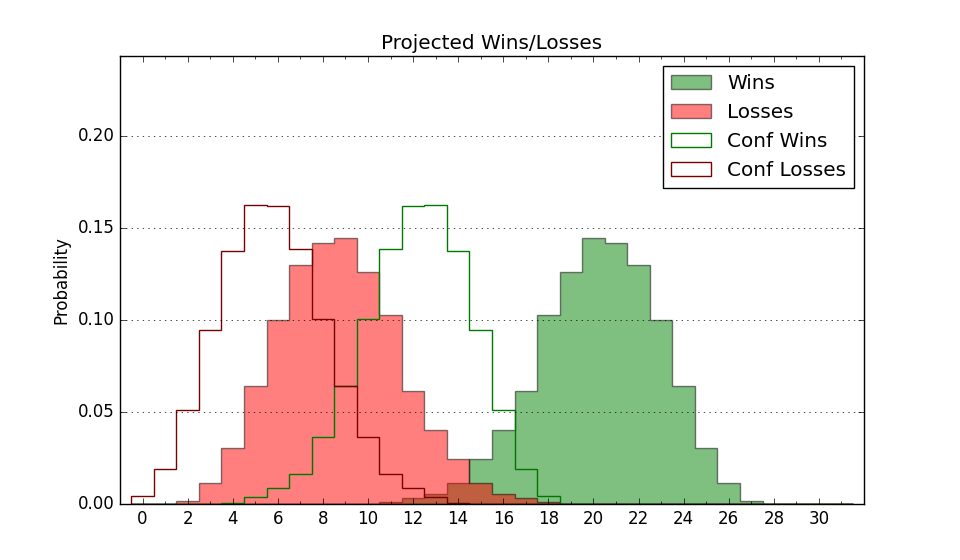 Projected Wins/Losses
Wins
Losses
Conf Wins
Conf Losses
Probability
0.20
0.15
0.10
0.05
0.00
0 2 4 6 8 10 12 14 16 18 20 22 24 26 28 30